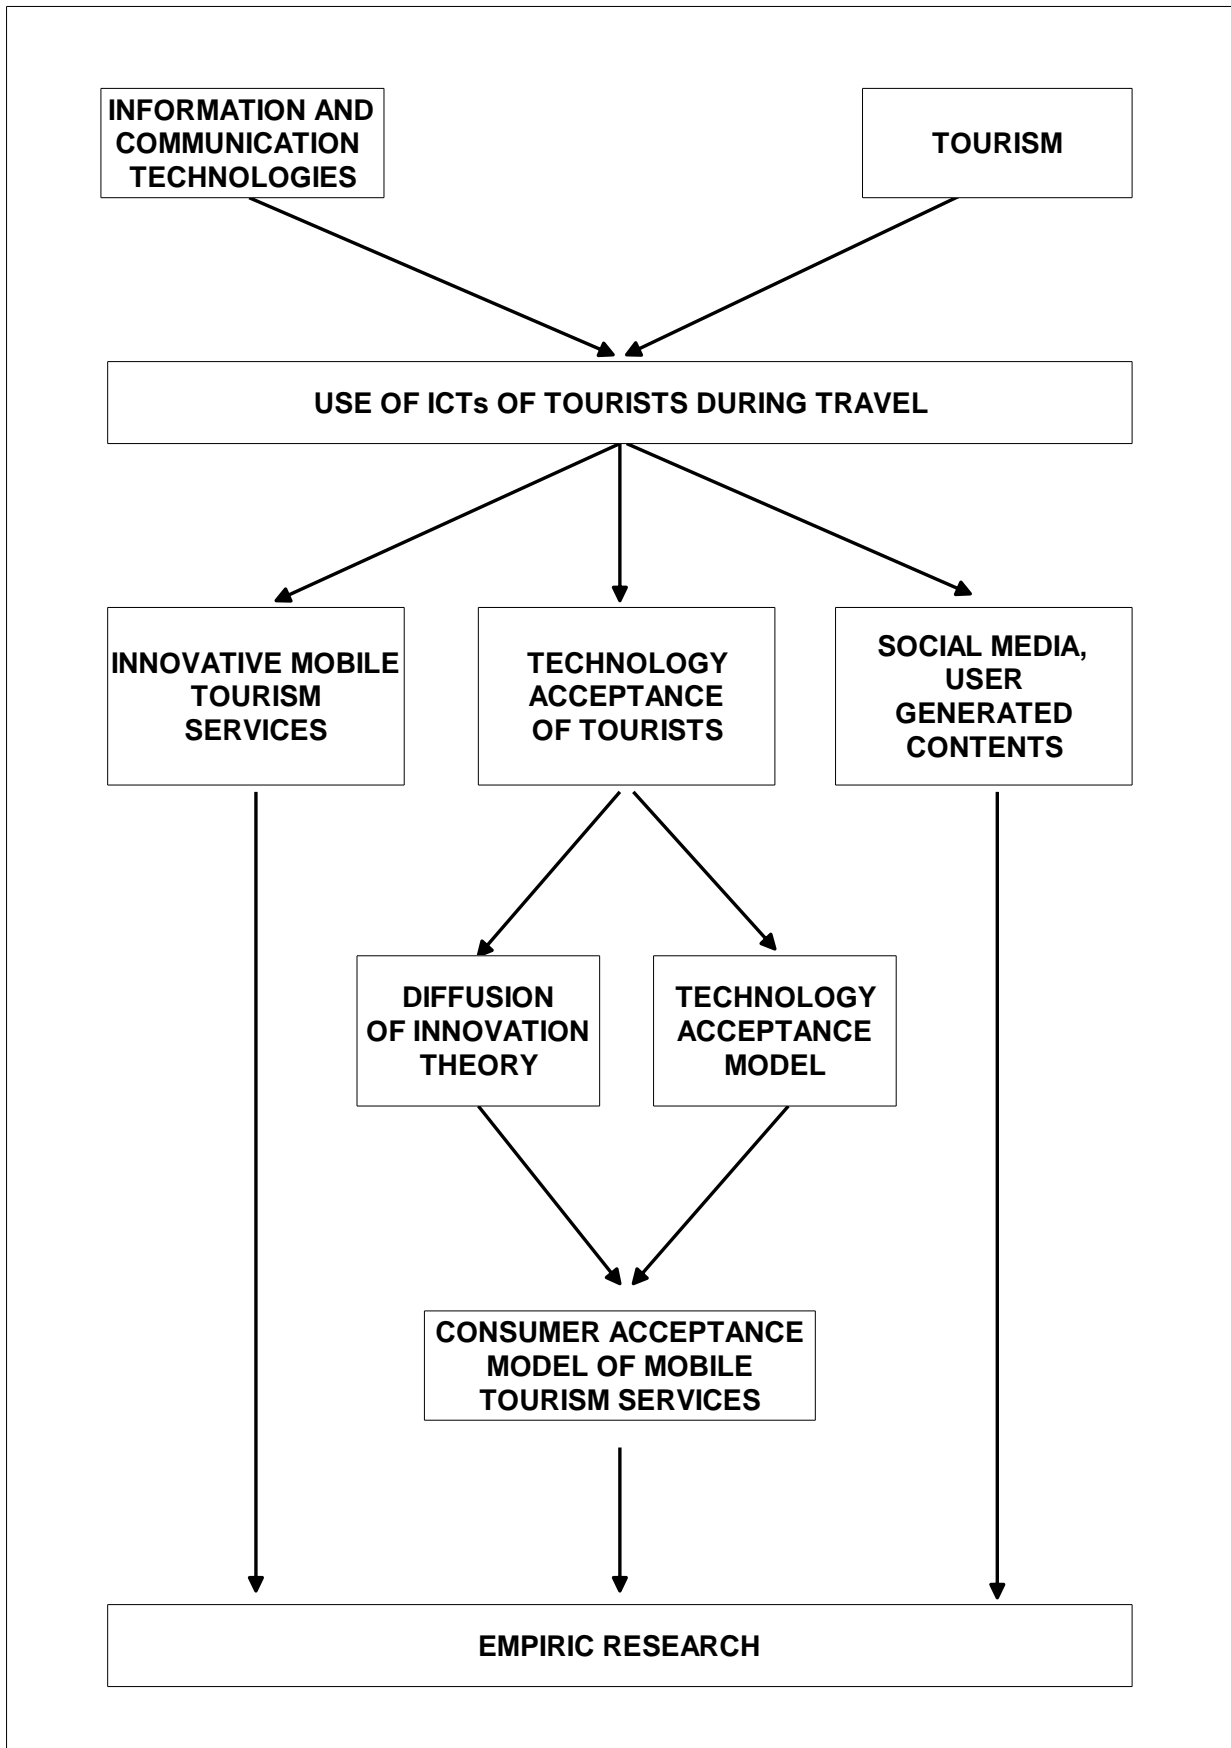 INFORMATION AND
COMMUNICATION
TECHNOLOGIES
TOURISM
USE OF ICTs OF TOURISTS DURING TRAVEL
INNOVATIVE MOBILE
TOURISM
SERVICES
TECHNOLOGY
ACCEPTANCE
OF TOURISTS
SOCIAL MEDIA,
USER
GENERATED
CONTENTS
DIFFUSION
OF INNOVATION
THEORY
TECHNOLOGY
ACCEPTANCE
MODEL
CONSUMER ACCEPTANCE
MODEL OF MOBILE
TOURISM SERVICES
EMPIRIC RESEARCH